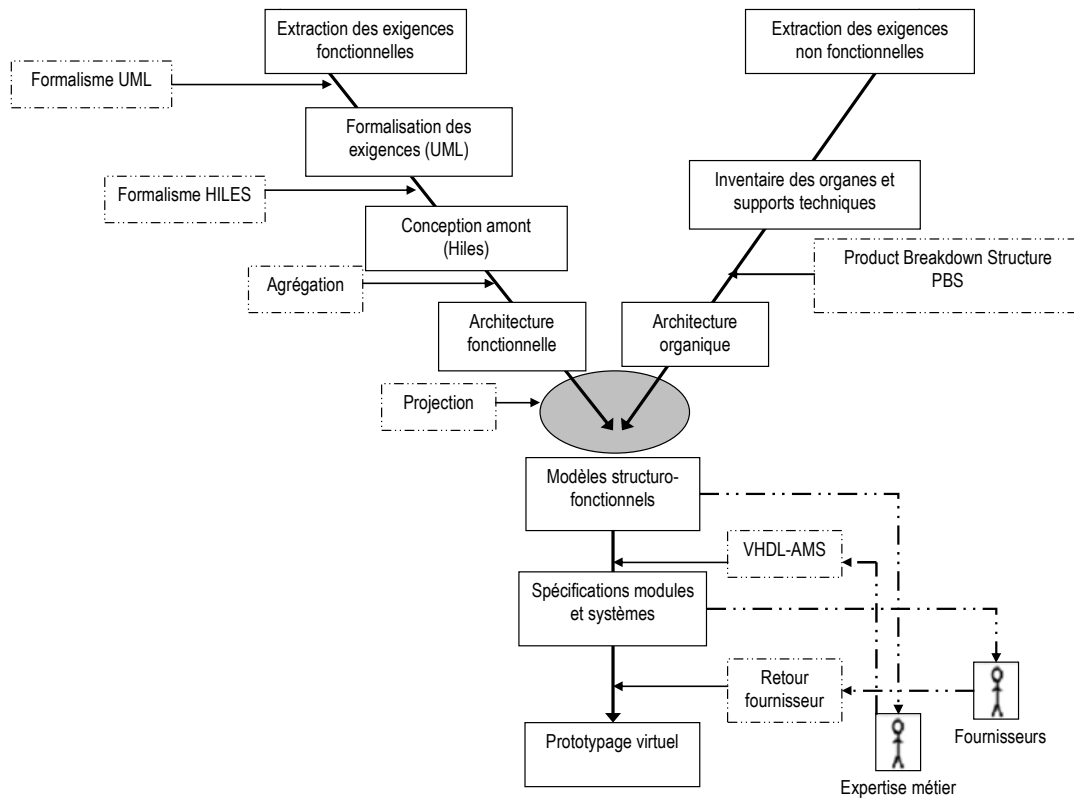 Extraction des exigences
fonctionnelles
Extraction des exigences
non fonctionnelles
Formalisme UML
Formalisation des
exigences (UML)
Formalisme HILES
Inventaire des organes et
supports techniques
Conception amont
(Hiles)
Product Breakdown Structure
PBS
Agrégation
Architecture
fonctionnelle
Architecture
organique
Projection
Modèles structuro-
fonctionnels
VHDL-AMS
Spécifications modules
et systèmes
Retour
fournisseur
Fournisseurs
Prototypage virtuel
Expertise métier